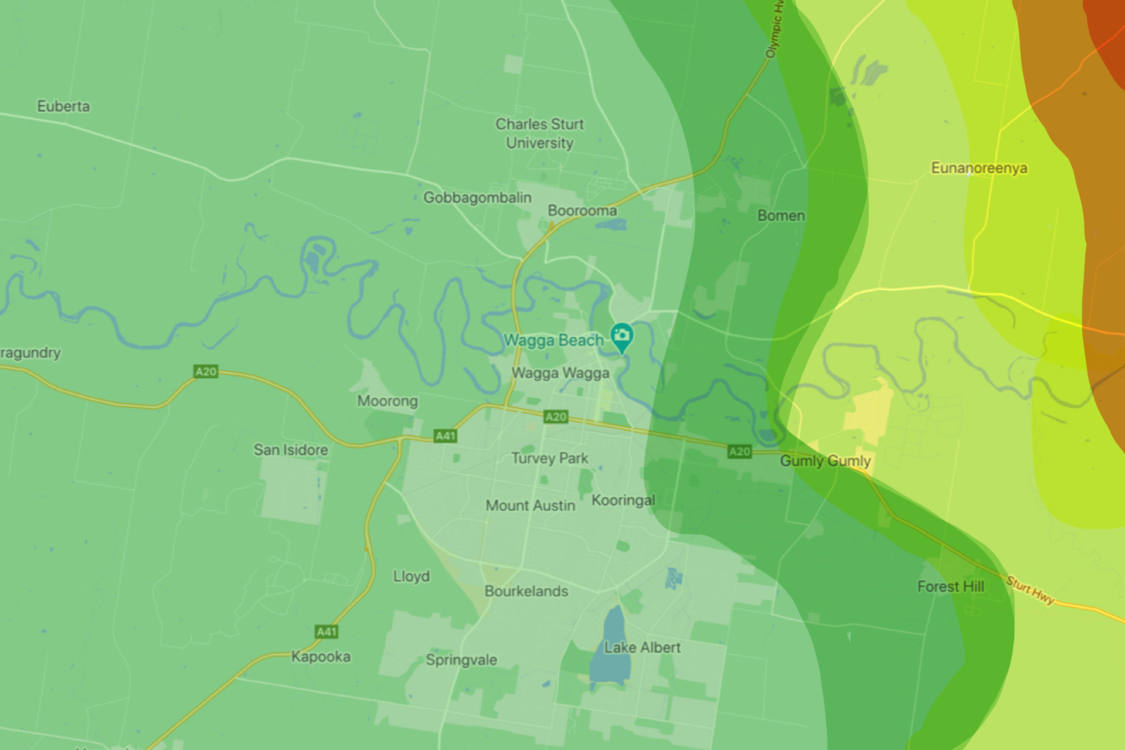 Olympic Hw
Euberta
Charles Sturt
University
Eunanoreenya
Gobbagombalin
Boorooma
Bomen
Wagga Beach
ragundry
A20
Wagga Wagga
Moorong
A20
A41
San Isidore
A20
Turvey Park
Gumly Gumly
Mount Austin
Kooringal
Lloyd
Bourkelands
Forest Hill
Sturt Hwy
A41
Kapooka
Springvale
Lake Albert